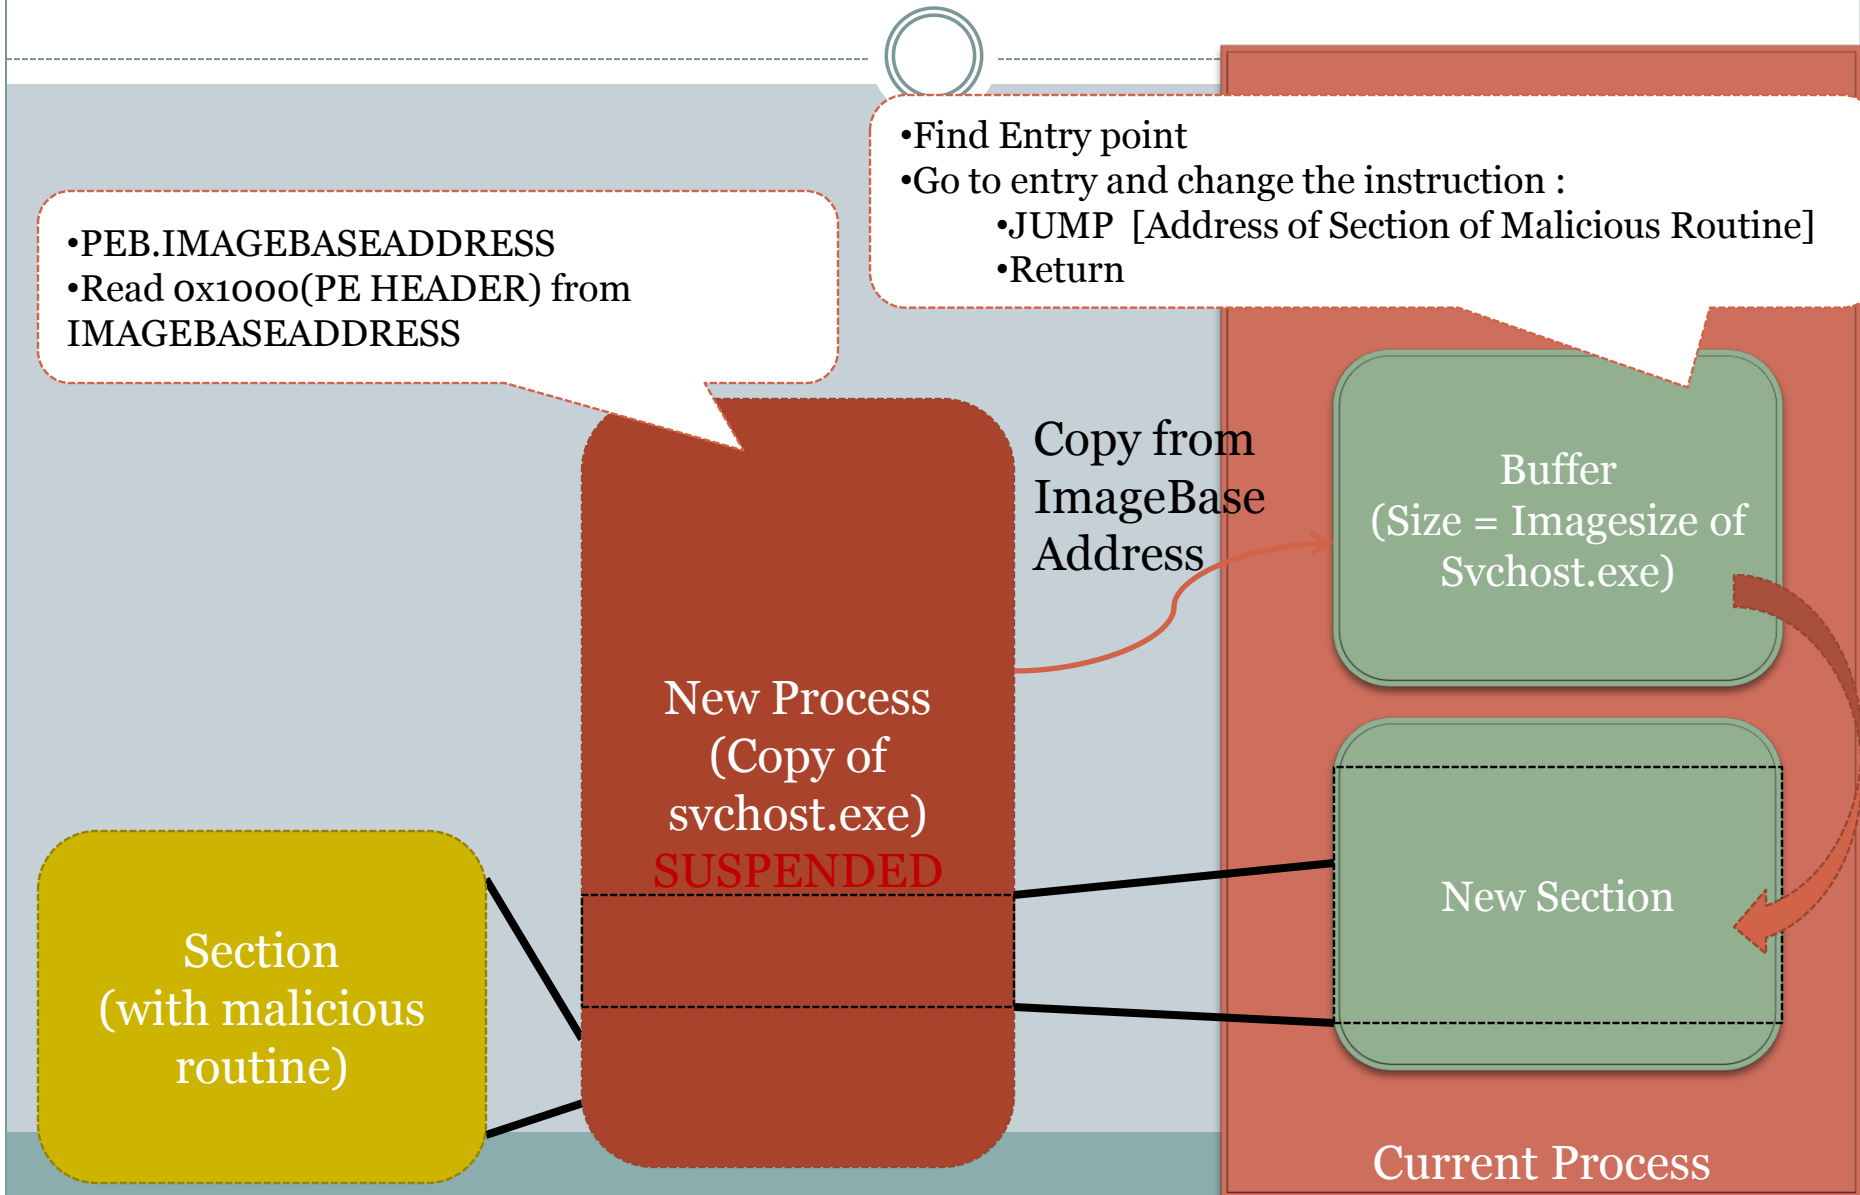 •Find Entry point
•Go to entry and change the instruction :
•JUMP [Address of Section of Malicious Routine]
•Return
•PEB.IMAGEBASEADDRESS
•Read 0x1000(PE HEADER) from
IMAGEBASEADDRESS
Copy from
ImageBase
Address
Buffer
(Size = Imagesize of
Svchost.exe)
New Process
(Copy of
svchost.exe)
SUSPENDED
New Section
Section
(with malicious
routine)
Current Process